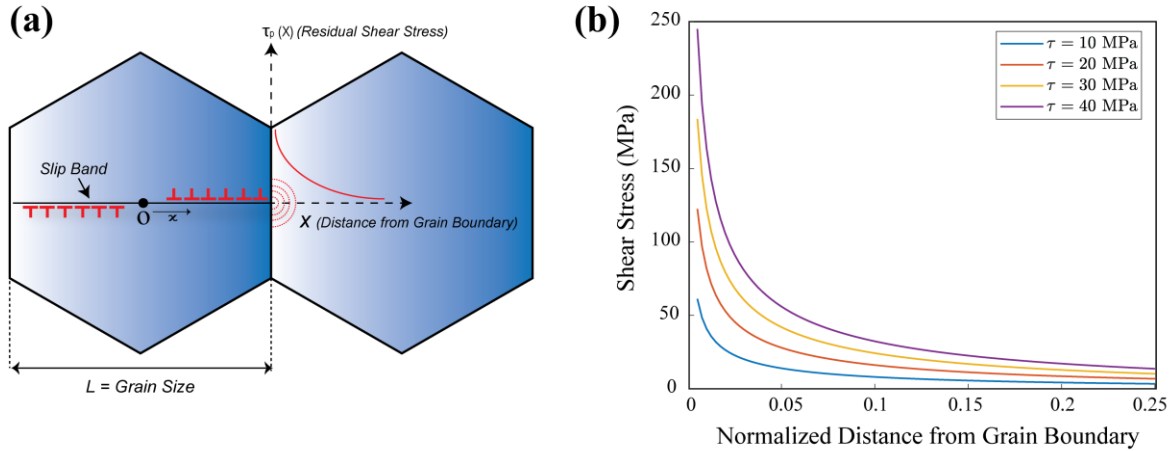 (a)
τₚ (X) (Residual Shear Stress)
Slip Band
O
x
X (Distance from Grain Boundary)
L = Grain Size
(b)
250
200
150
100
50
0
Shear Stress (MPa)
τ = 10 MPa
τ = 20 MPa
τ = 30 MPa
τ = 40 MPa
0 0.05 0.1 0.15 0.2 0.25
Normalized Distance from Grain Boundary